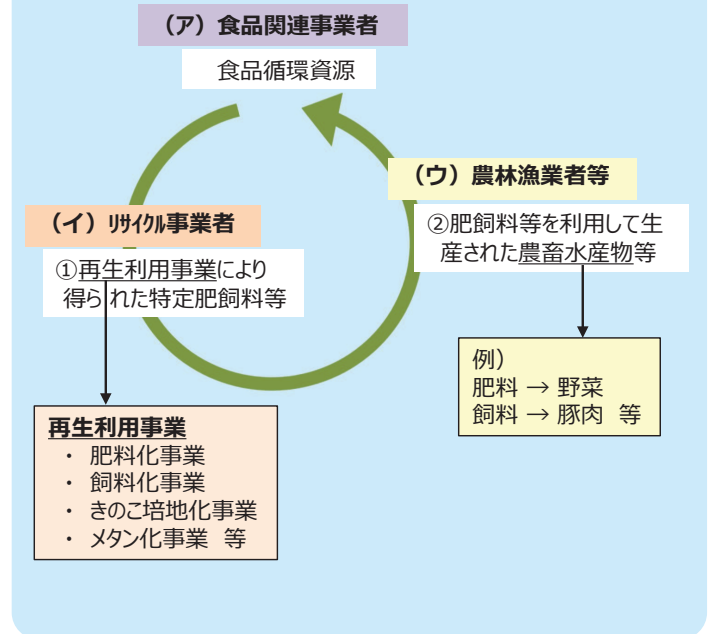 （ア）食品関連事業者
食品循環資源
（ウ）農林漁業者等
②肥飼料等を利用して生
産された農畜水産物等
（イ）ﾘｻｲｸﾙ事業者
①再生利用事業により
得られた特定肥飼料等
例）
肥料 → 野菜
飼料 → 豚肉 等
再生利用事業
・ 肥料化事業
・ 飼料化事業
・ きのこ培地化事業
・ メタン化事業 等